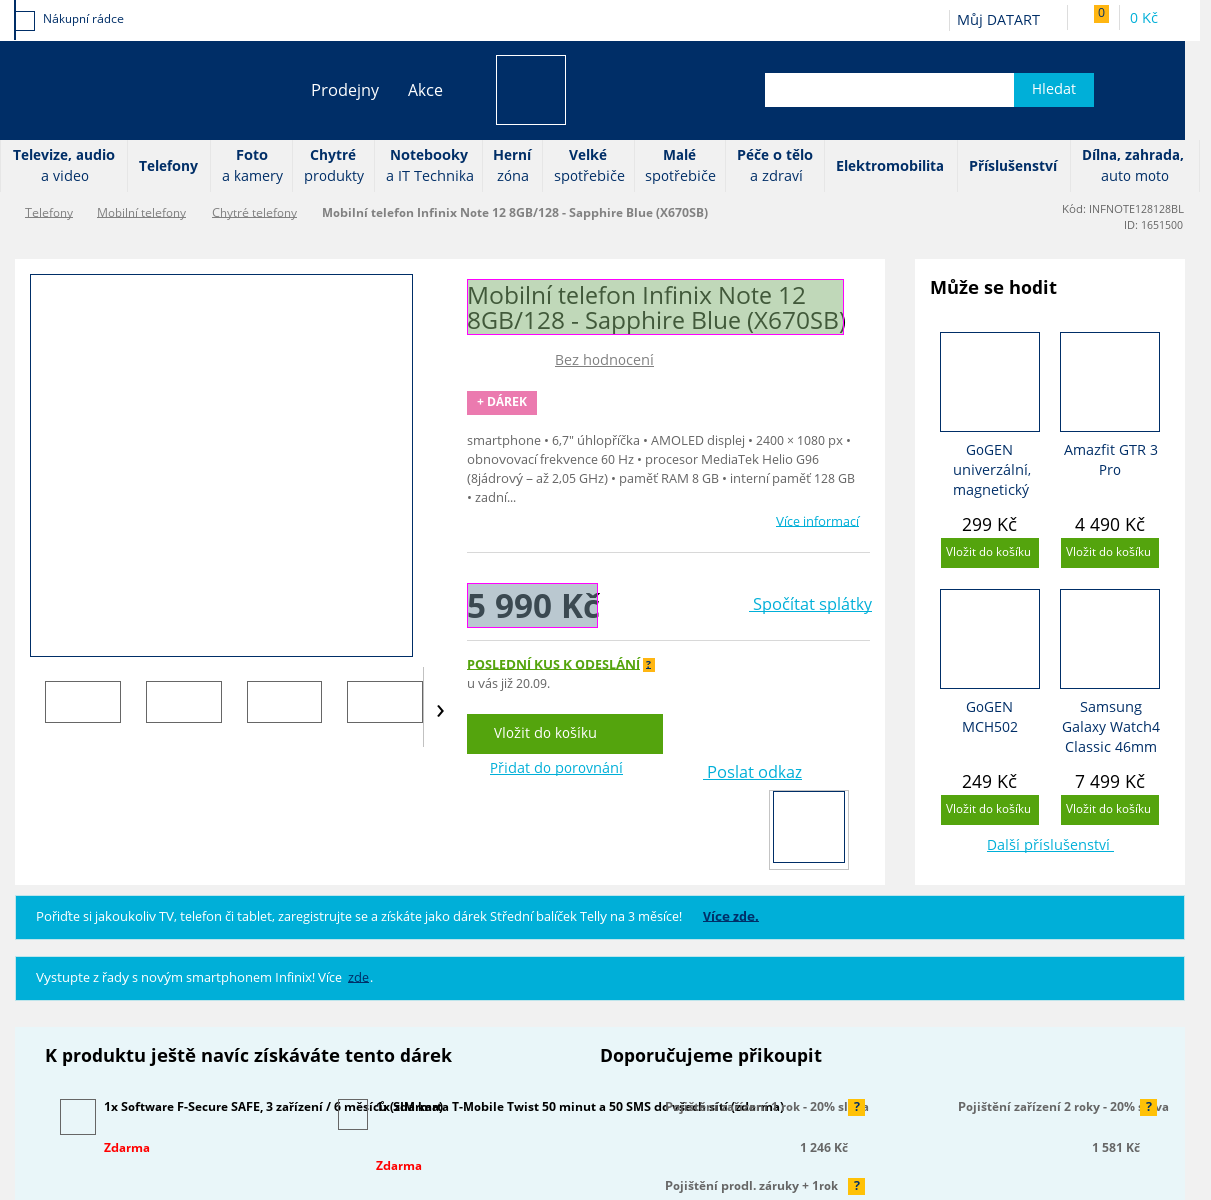 Nákupní rádce
Můj DATART
0
0 Kč
Prodejny
Akce
Hledat
Televize, audio
a video
Telefony
Foto
a kamery
Chytré
produkty
Notebooky
a IT Technika
Herní
zóna
Velké
spotřebiče
Malé
spotřebiče
Péče o tělo
a zdraví
Elektromobilita
Příslušenství
Dílna, zahrada,
auto moto
Telefony
Mobilní telefony
Chytré telefony
Mobilní telefon Infinix Note 12 8GB/128 - Sapphire Blue (X670SB)
Kód: INFNOTE128128BL
ID: 1651500
Mobilní telefon Infinix Note 12
8GB/128 - Sapphire Blue (X670SB)
Bez hodnocení
+ DÁREK
smartphone • 6,7" úhlopříčka • AMOLED displej • 2400 × 1080 px •
obnovovací frekvence 60 Hz • procesor MediaTek Helio G96
(8jádrový – až 2,05 GHz) • paměť RAM 8 GB • interní paměť 128 GB
• zadní...
Více informací
5 990 Kč
Spočítat splátky
POSLEDNÍ KUS K ODESLÁNÍ ?
u vás již 20.09.
Vložit do košíku
Přidat do porovnání
Poslat odkaz
Může se hodit
GoGEN
univerzální,
magnetický
299 Kč
Vložit do košíku
Amazfit GTR 3
Pro
4 490 Kč
Vložit do košíku
GoGEN
MCH502
249 Kč
Vložit do košíku
Samsung
Galaxy Watch4
Classic 46mm
7 499 Kč
Vložit do košíku
Další příslušenství
Pořiďte si jakoukoliv TV, telefon či tablet, zaregistrujte se a získáte jako dárek Střední balíček Telly na 3 měsíce! Více zde.
Vystupte z řady s novým smartphonem Infinix! Více zde.
K produktu ještě navíc získáváte tento dárek
Doporučujeme přikoupit
1x Software F-Secure SAFE, 3 zařízení / 6 měsíců (zdarma)
Zdarma
1x SIM karta T-Mobile Twist 50 minut a 50 SMS do všech sítí (zdarma)
Zdarma
Pojištění zařízení 1 rok - 20% sleva
?
1 246 Kč
Pojištění zařízení 2 roky - 20% sleva
?
1 581 Kč
Pojištění prodl. záruky + 1rok
?